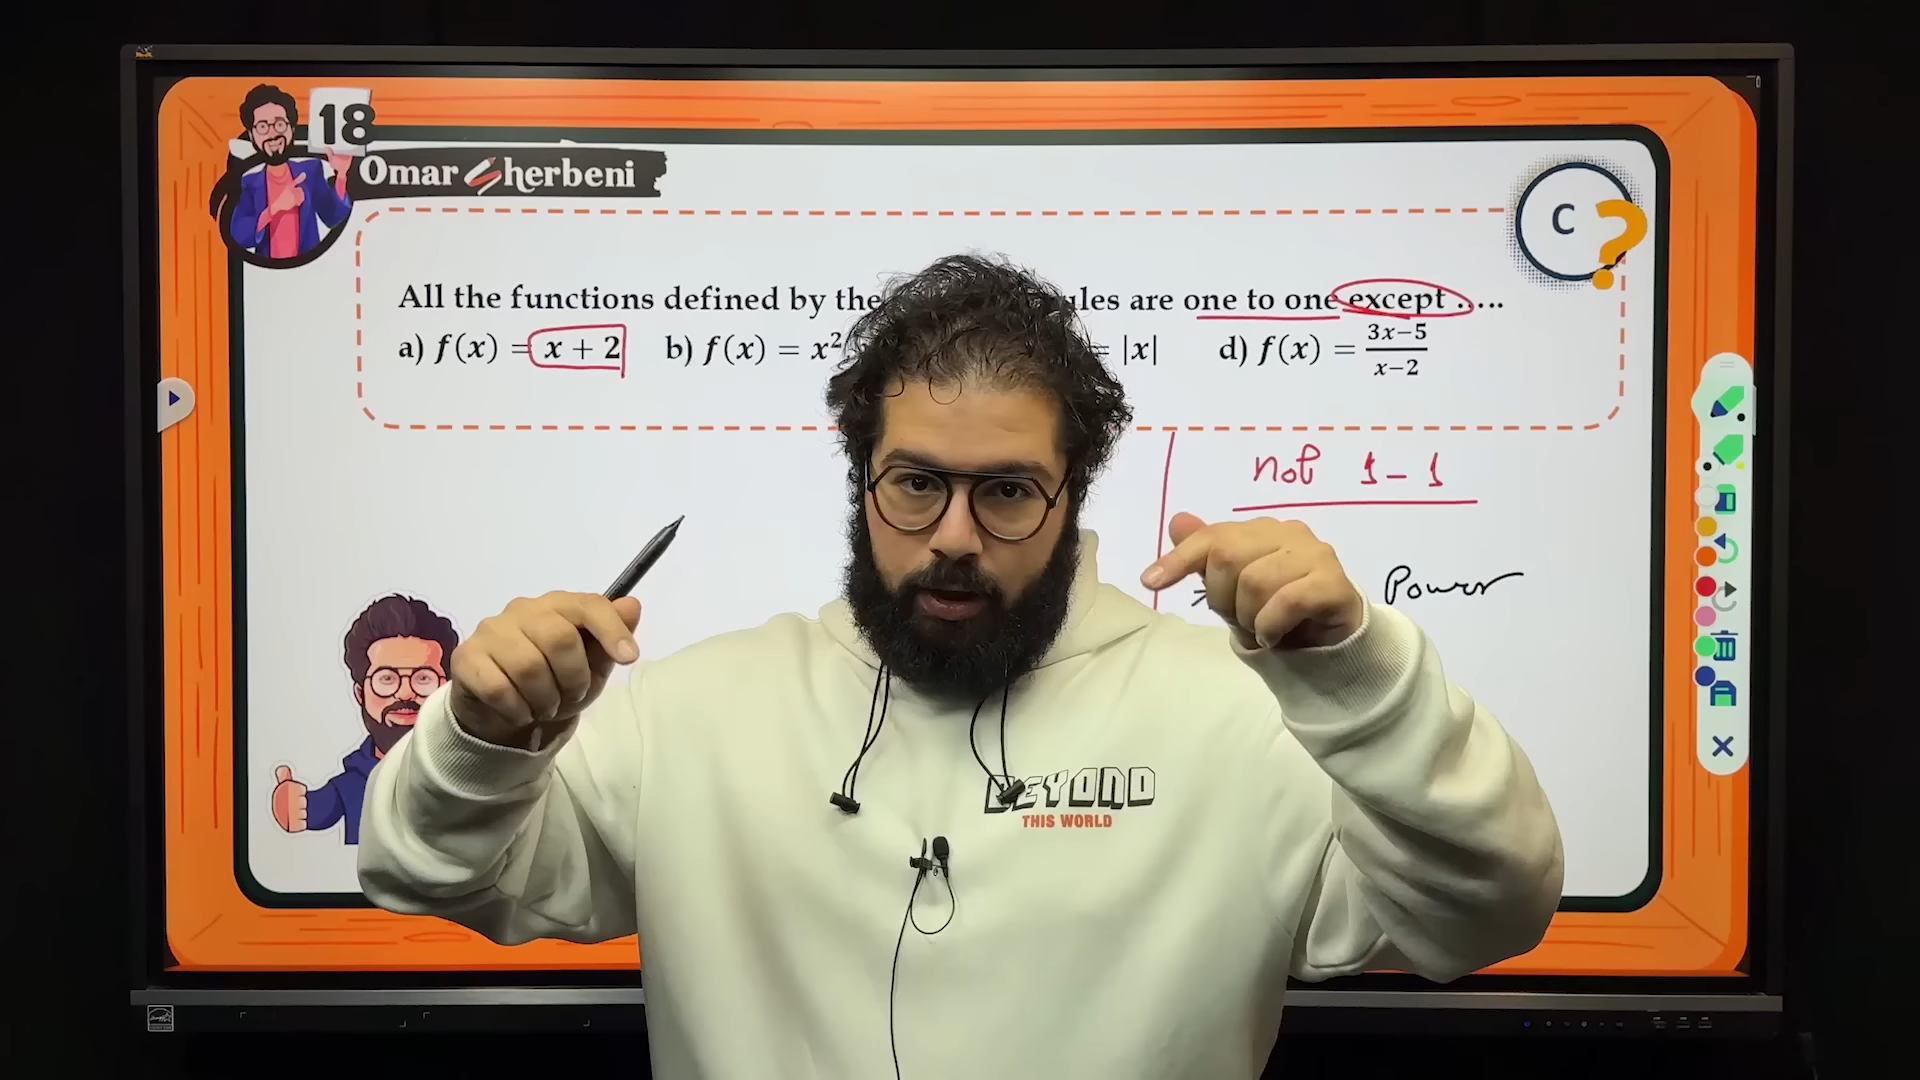 18
Omar Sherbeni
C ?
All the functions defined by the are one to one except .....
a) f(x) = x + 2 b) f(x) = x² = |x| d) f(x) = 3x−5 / x−2
not 1 - 1
Power
BEYOND
THIS WORLD